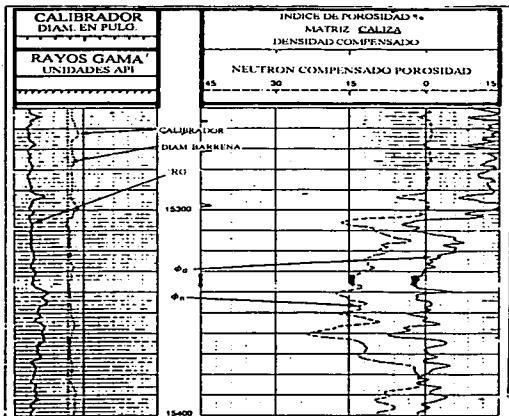 CALIBRADOR
DIAM. EN PULG.
RAYOS GAMA
UNIDADES API
INDICE DE POROSIDAD %
MATRIZ CALIZA
DENSIDAD COMPENSADO
NEUTRON COMPENSADO POROSIDAD
45 30 15 0 15
CALIBRADOR
DIAM BARRENA
RG
15300
ϕd
ϕn
15400